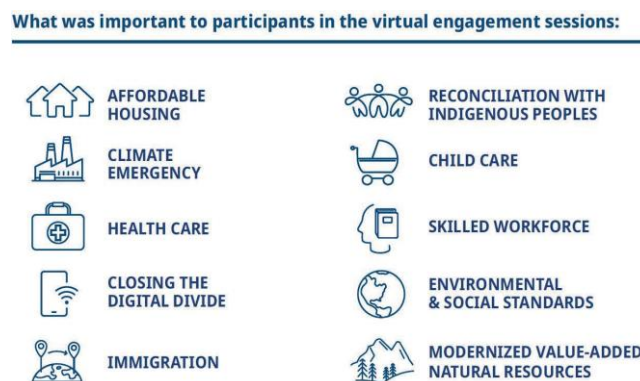 What was important to participants in the virtual engagement sessions:
AFFORDABLE
HOUSING
RECONCILIATION WITH
INDIGENOUS PEOPLES
CLIMATE
EMERGENCY
CHILD CARE
HEALTH CARE
SKILLED WORKFORCE
CLOSING THE
DIGITAL DIVIDE
ENVIRONMENTAL
& SOCIAL STANDARDS
IMMIGRATION
MODERNIZED VALUE-ADDED
NATURAL RESOURCES